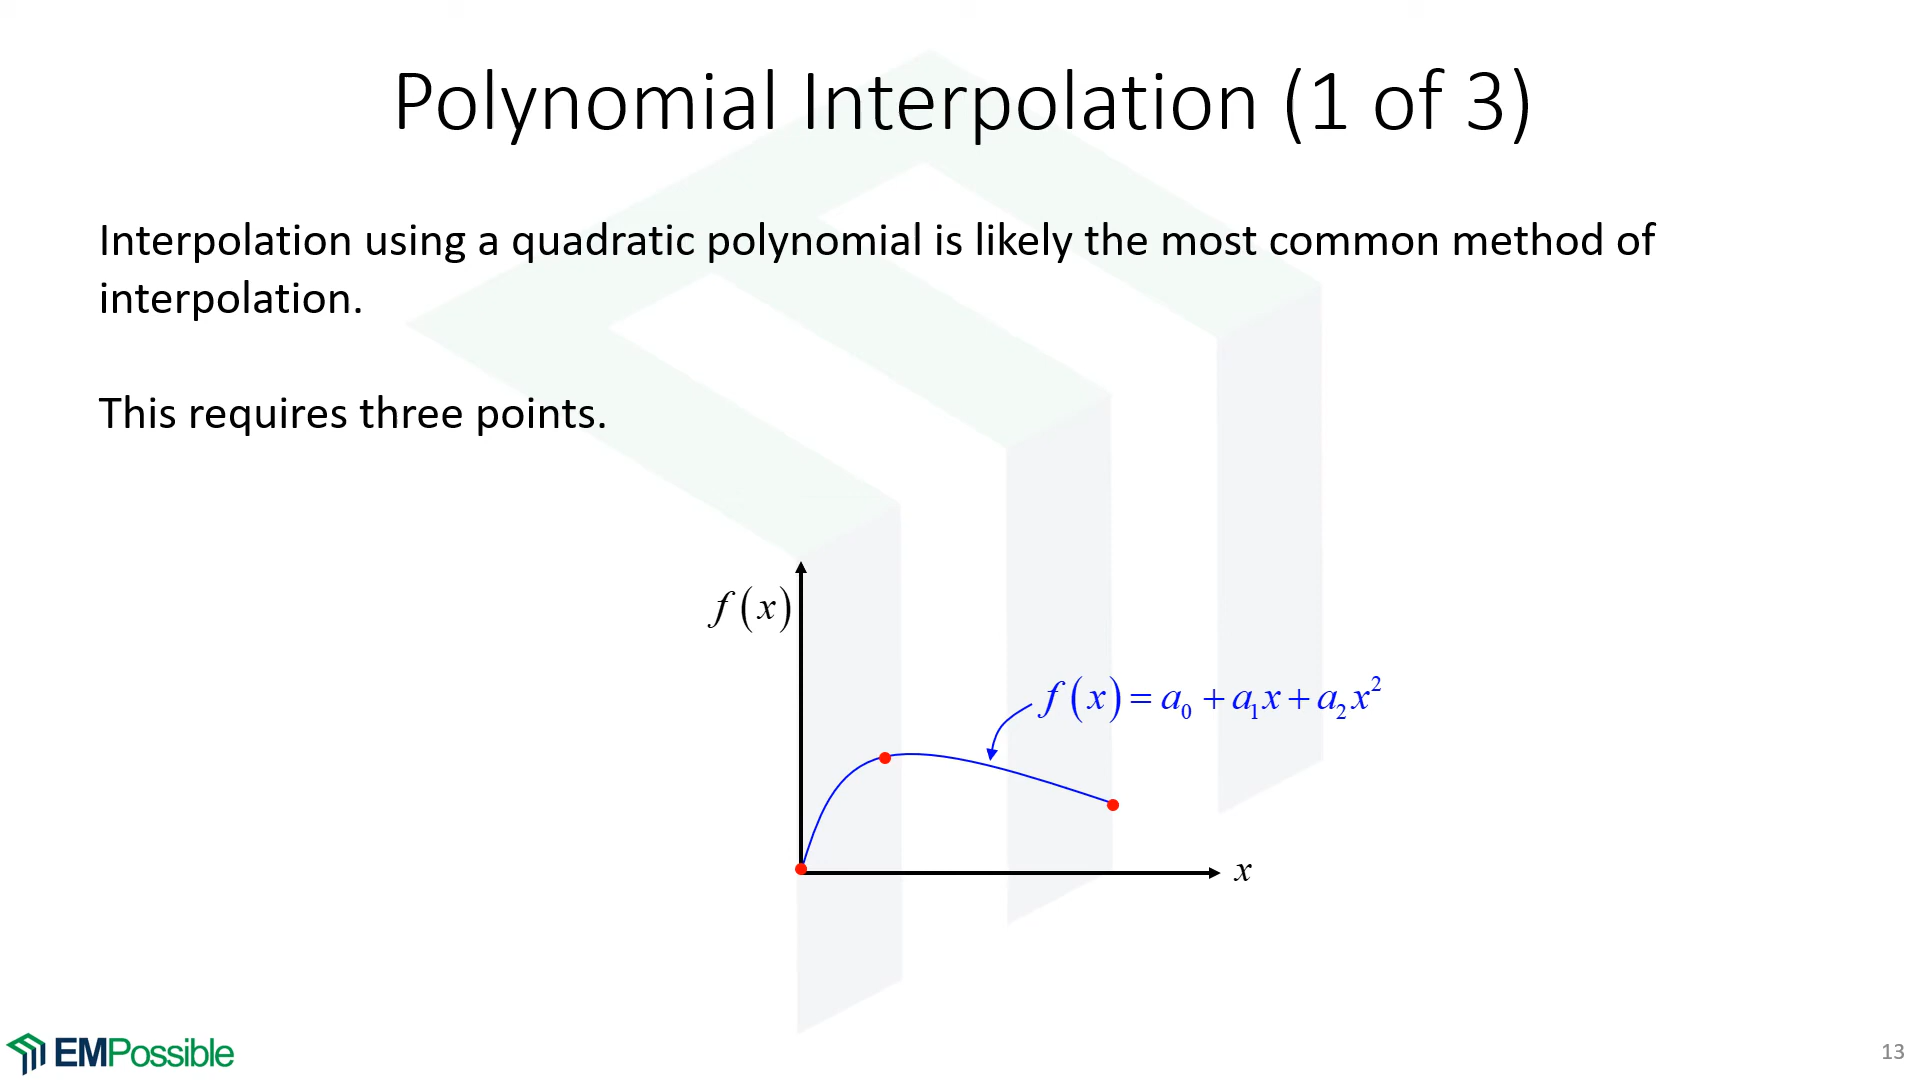 Polynomial Interpolation (1 of 3)
Interpolation using a quadratic polynomial is likely the most common method of
interpolation.
This requires three points.
f(x)
f(x) = a₀ + a₁x + a₂x²
x
EMPossible
13